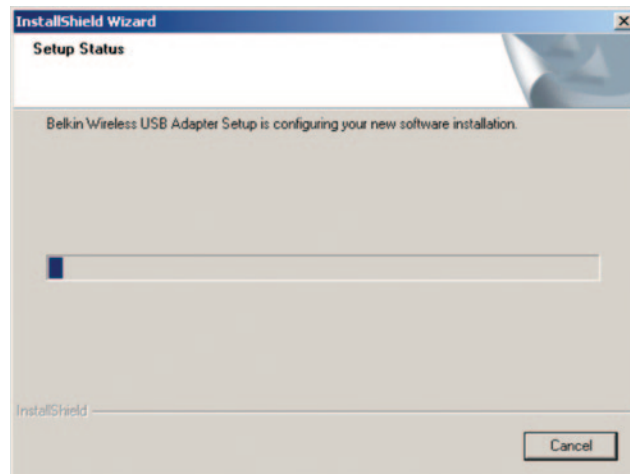 InstallShield Wizard
Setup Status
Belkin Wireless USB Adapter Setup is configuring your new software installation.
InstallShield
Cancel